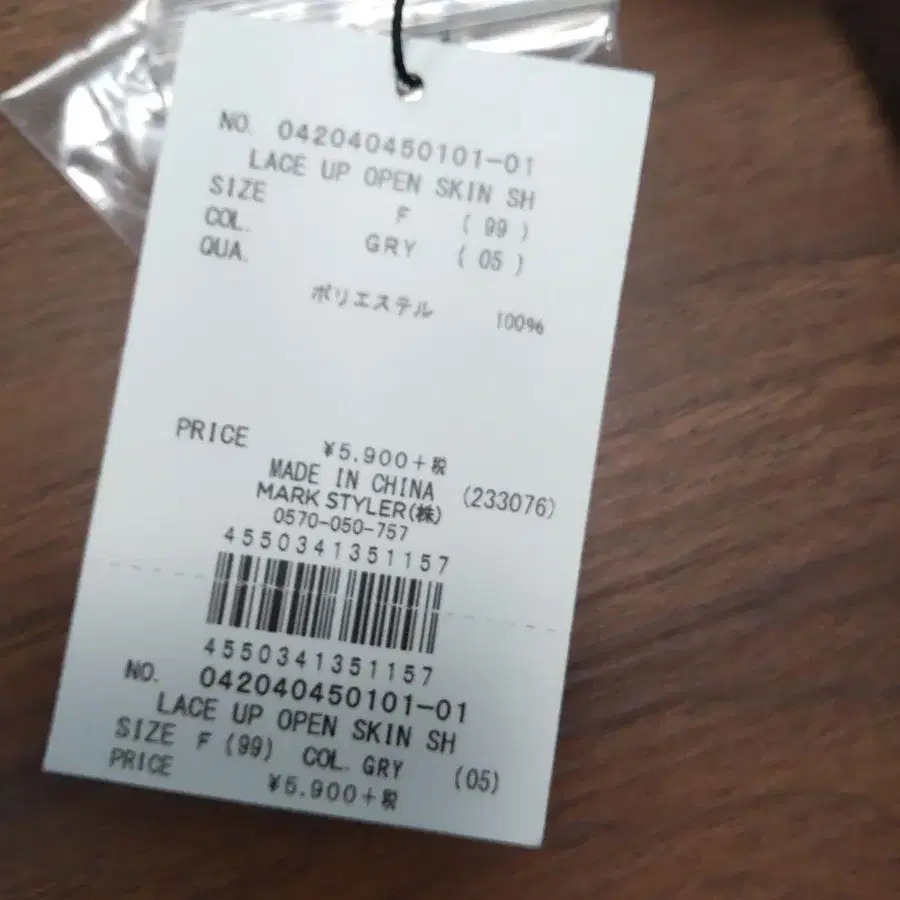 NO. 042040450101-01
LACE UP OPEN SKIN SH
SIZE F (99)
COL. GRY (05)
QUA.
ポリエステル 100%
PRICE ¥5,900+税
MADE IN CHINA (233076)
MARK STYLER(株)
0570-050-757
4550341351157
4550341351157
NO. 042040450101-01
LACE UP OPEN SKIN SH
SIZE F (99) COL. GRY (05)
PRICE ¥5,900+税